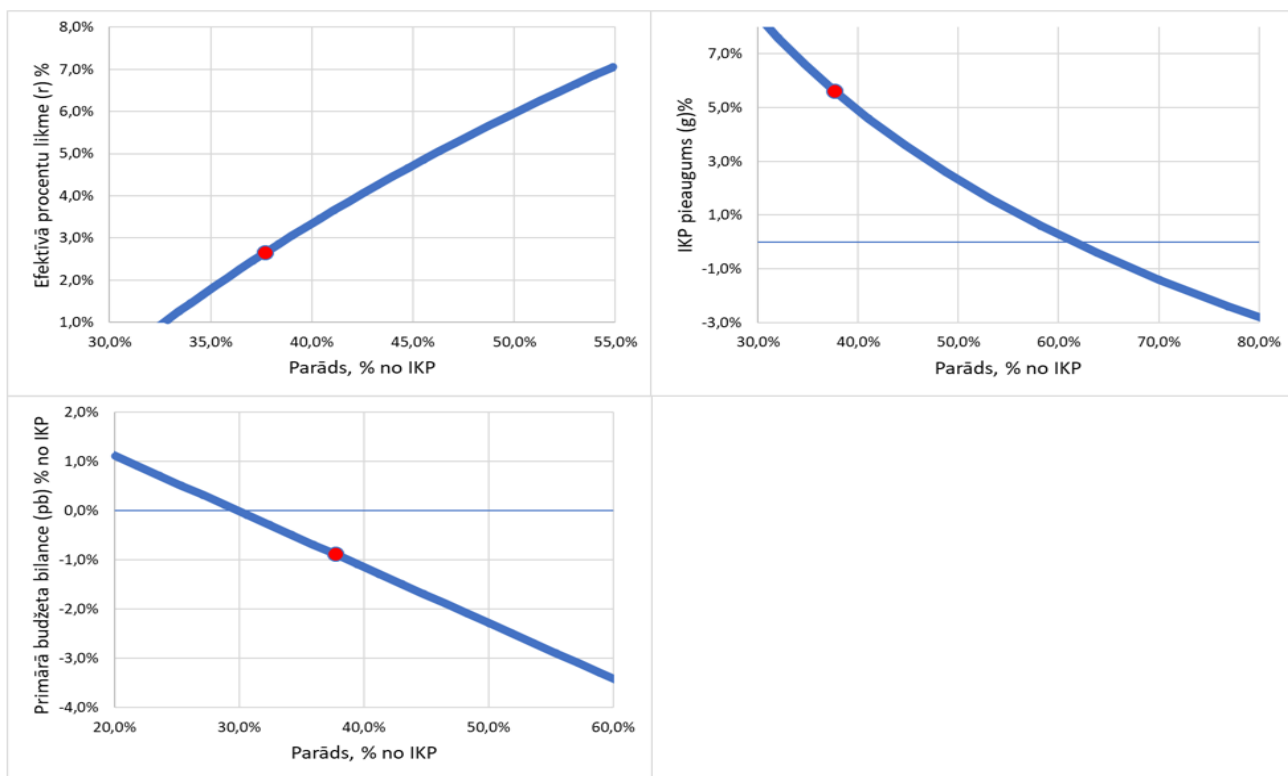 Efektīvā procentu likme (r) %
8,0%
7,0%
6,0%
5,0%
4,0%
3,0%
2,0%
1,0%
30,0% 35,0% 40,0% 45,0% 50,0% 55,0%
Parāds, % no IKP
IKP pieaugums (g)%
7,0%
5,0%
3,0%
1,0%
-1,0%
-3,0%
30,0% 40,0% 50,0% 60,0% 70,0% 80,0%
Parāds, % no IKP
Primārā budžeta bilance (pb) % no IKP
2,0%
1,0%
0,0%
-1,0%
-2,0%
-3,0%
-4,0%
20,0% 30,0% 40,0% 50,0% 60,0%
Parāds, % no IKP